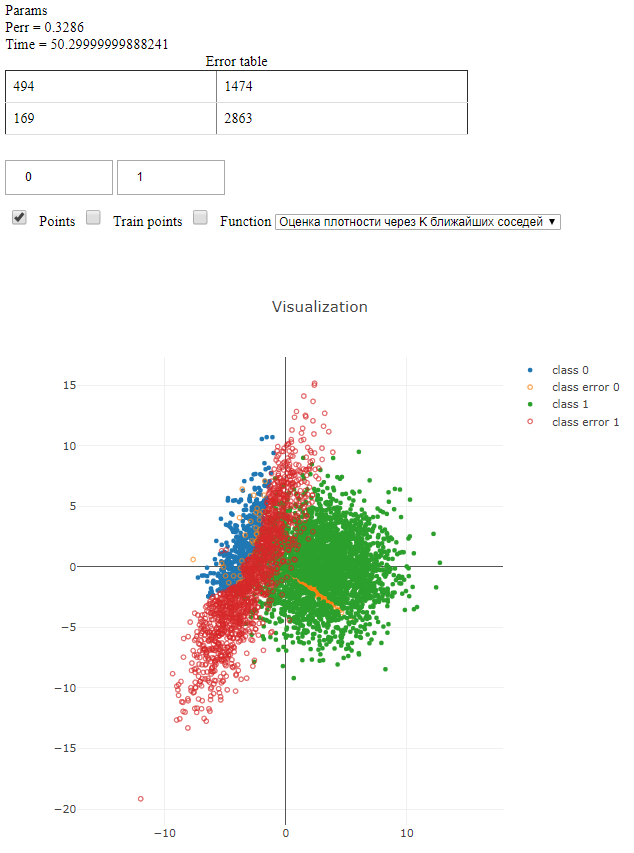 Params
Perr = 0.3286
Time = 50.29999999888241
Error table
494 1474
169 2863
0 1
Points Train points Function Оценка плотности через K ближайших соседей
Visualization
class 0
class error 0
class 1
class error 1
15
10
5
0
−5
−10
−15
−20
−10 0 10